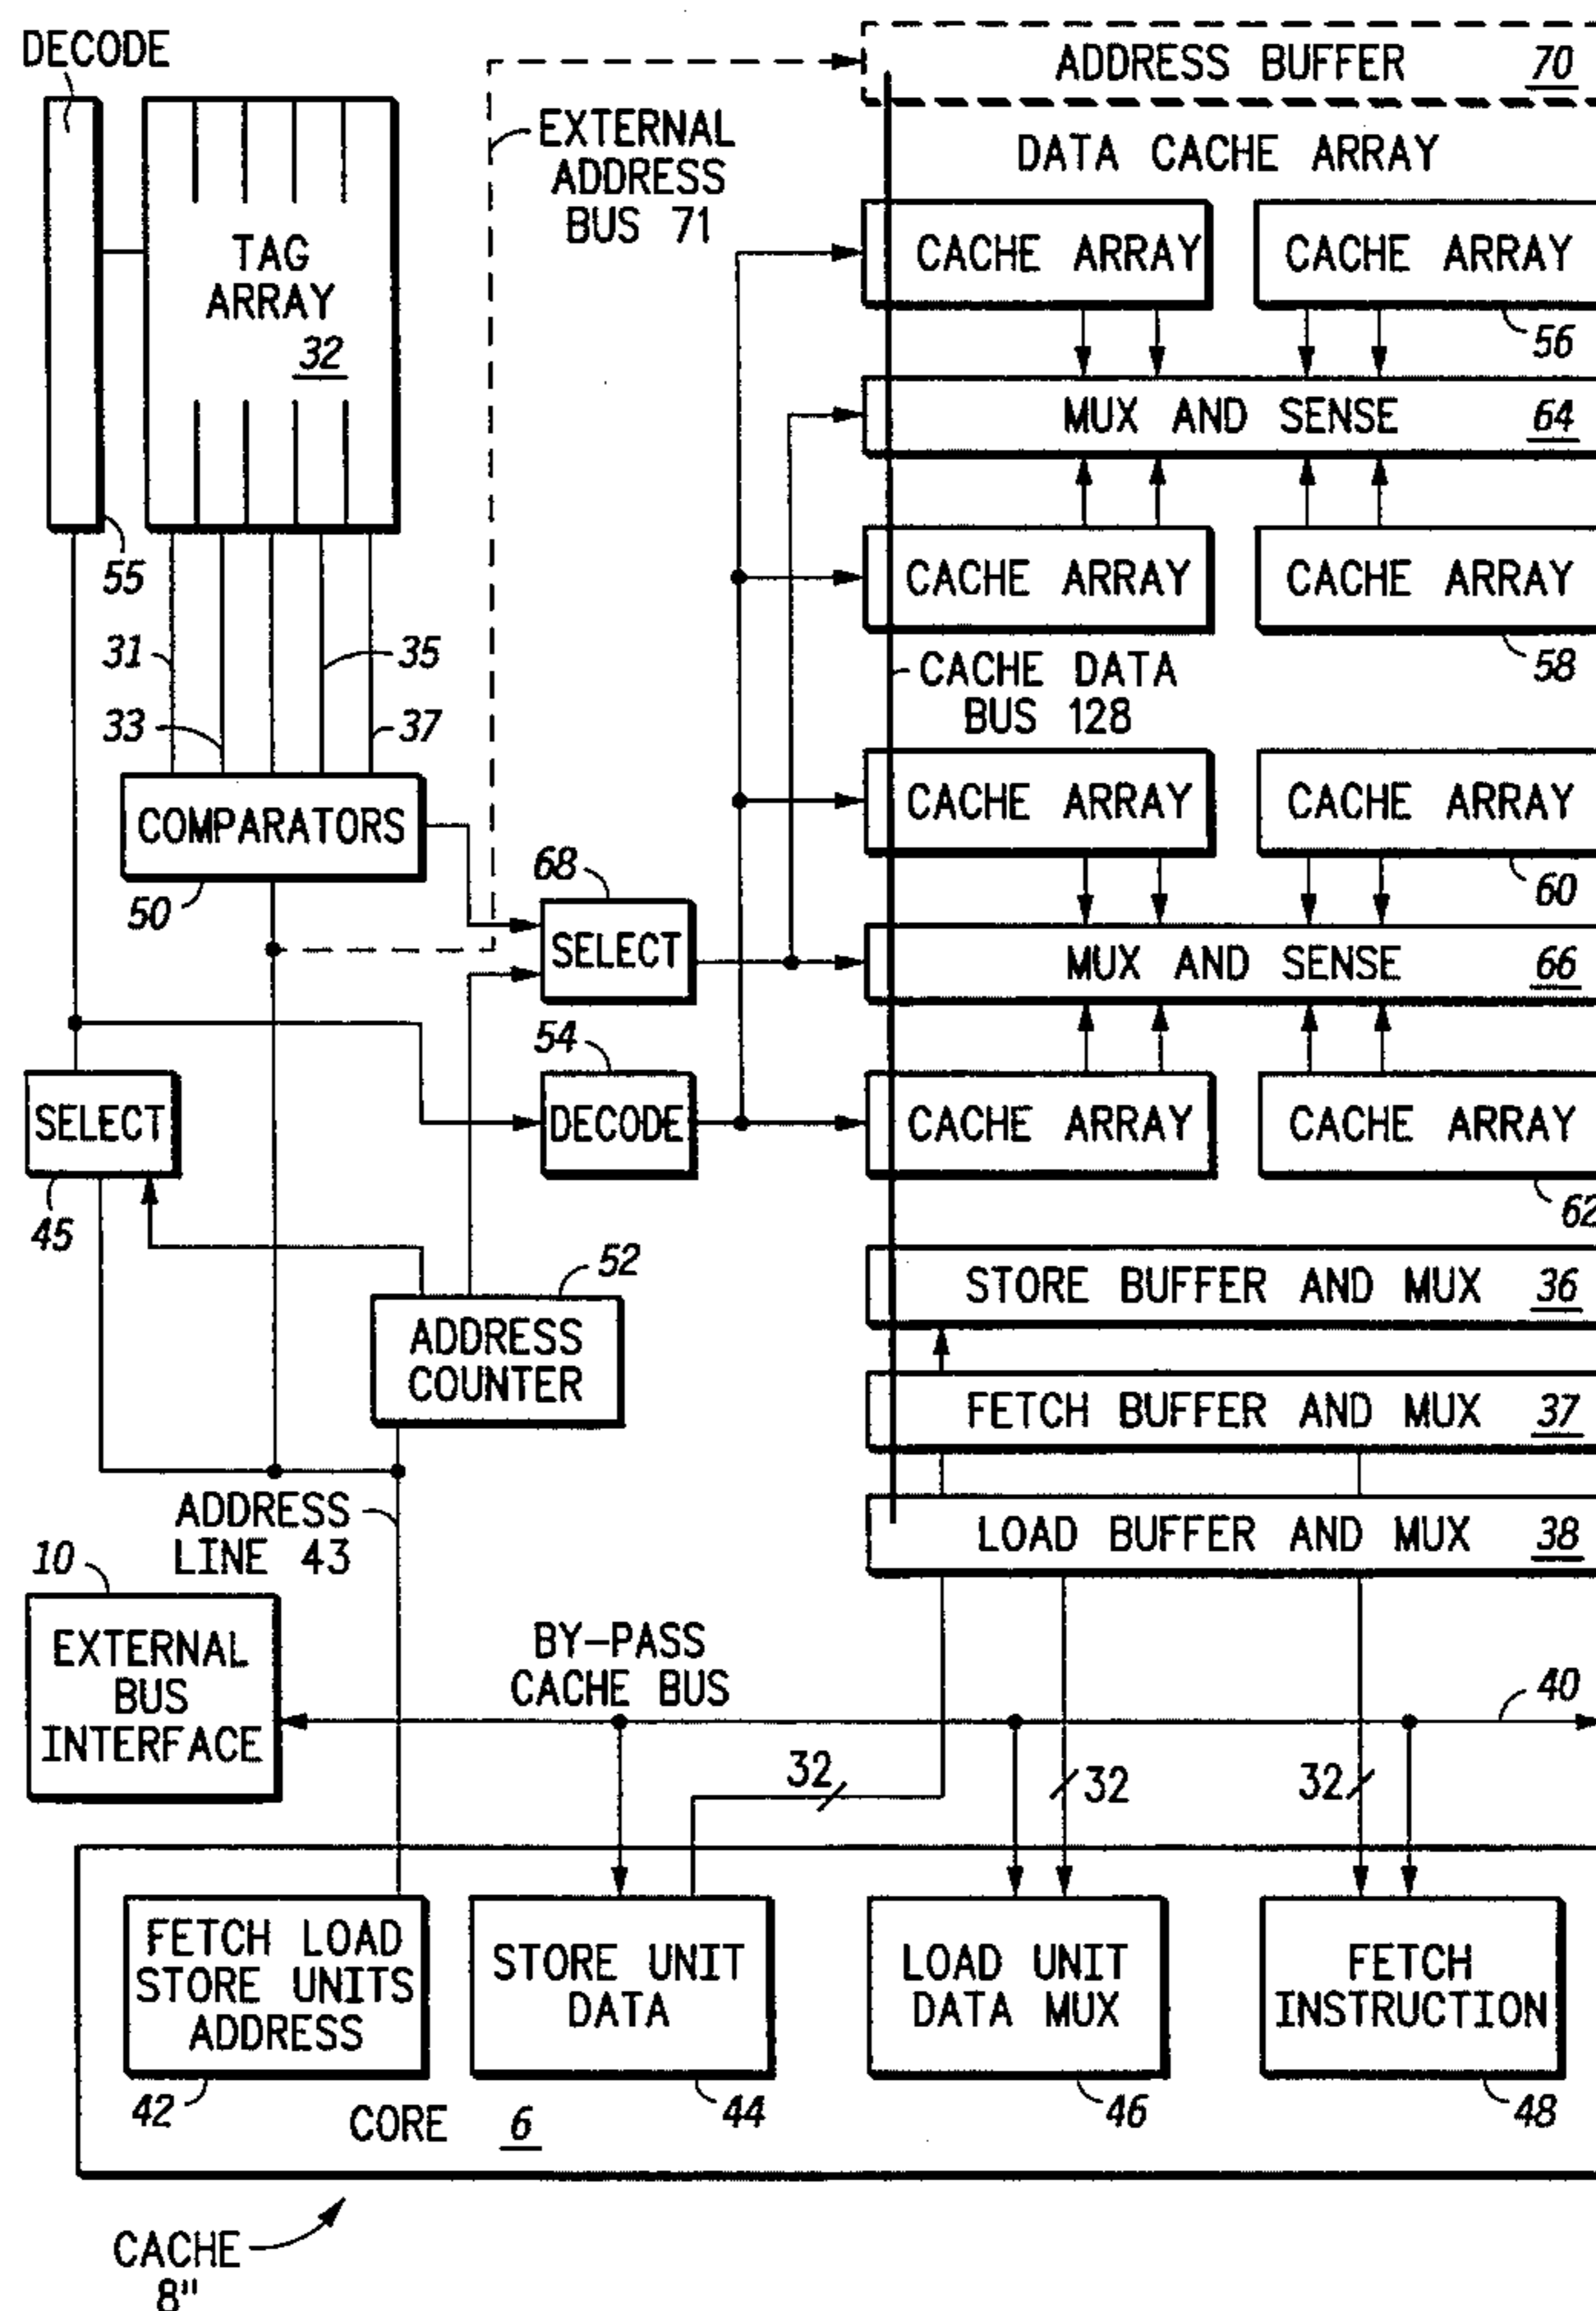 DECODE
ADDRESS BUFFER 70
EXTERNAL
ADDRESS
BUS 71
DATA CACHE ARRAY
TAG
ARRAY
32
CACHE ARRAY
CACHE ARRAY
56
MUX AND SENSE 64
55
CACHE ARRAY
CACHE ARRAY
58
31
35
33
37
CACHE DATA
BUS 128
COMPARATORS
50
CACHE ARRAY
CACHE ARRAY
60
68
SELECT
MUX AND SENSE 66
54
DECODE
SELECT
45
CACHE ARRAY
CACHE ARRAY
62
52
ADDRESS
COUNTER
STORE BUFFER AND MUX 36
FETCH BUFFER AND MUX 37
LOAD BUFFER AND MUX 38
ADDRESS
LINE 43
10
EXTERNAL
BUS
INTERFACE
BY-PASS
CACHE BUS
40
32
32
32
FETCH LOAD
STORE UNITS
ADDRESS
42
STORE UNIT
DATA
44
LOAD UNIT
DATA MUX
46
FETCH
INSTRUCTION
48
CORE 6
CACHE
8"